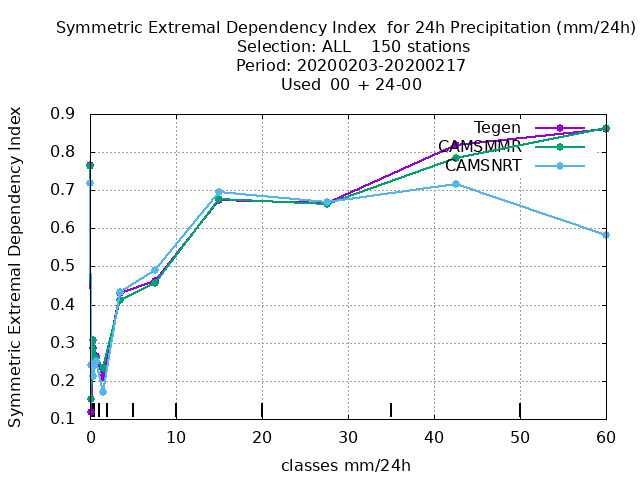 Symmetric Extremal Dependency Index  for 24h Precipitation (mm/24h)
Selection: ALL    150 stations
Period: 20200203-20200217
Used  00 + 24-00
Symmetric Extremal Dependency Index
0.9
0.8
0.7
0.6
0.5
0.4
0.3
0.2
0.1
Tegen
CAMSMMR
CAMSNRT
0 10 20 30 40 50 60
classes mm/24h